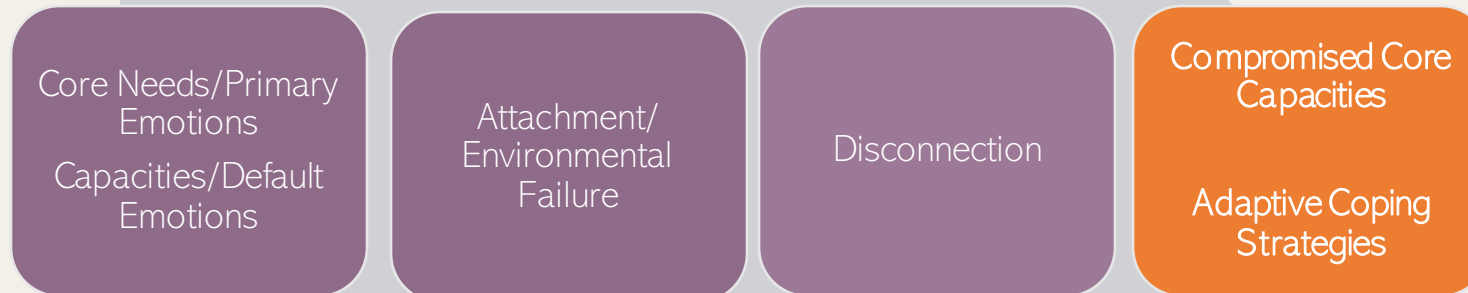 Core Needs/Primary
Emotions
Capacities/Default
Emotions
Attachment/
Environmental
Failure
Disconnection
Compromised Core
Capacities
Adaptive Coping
Strategies